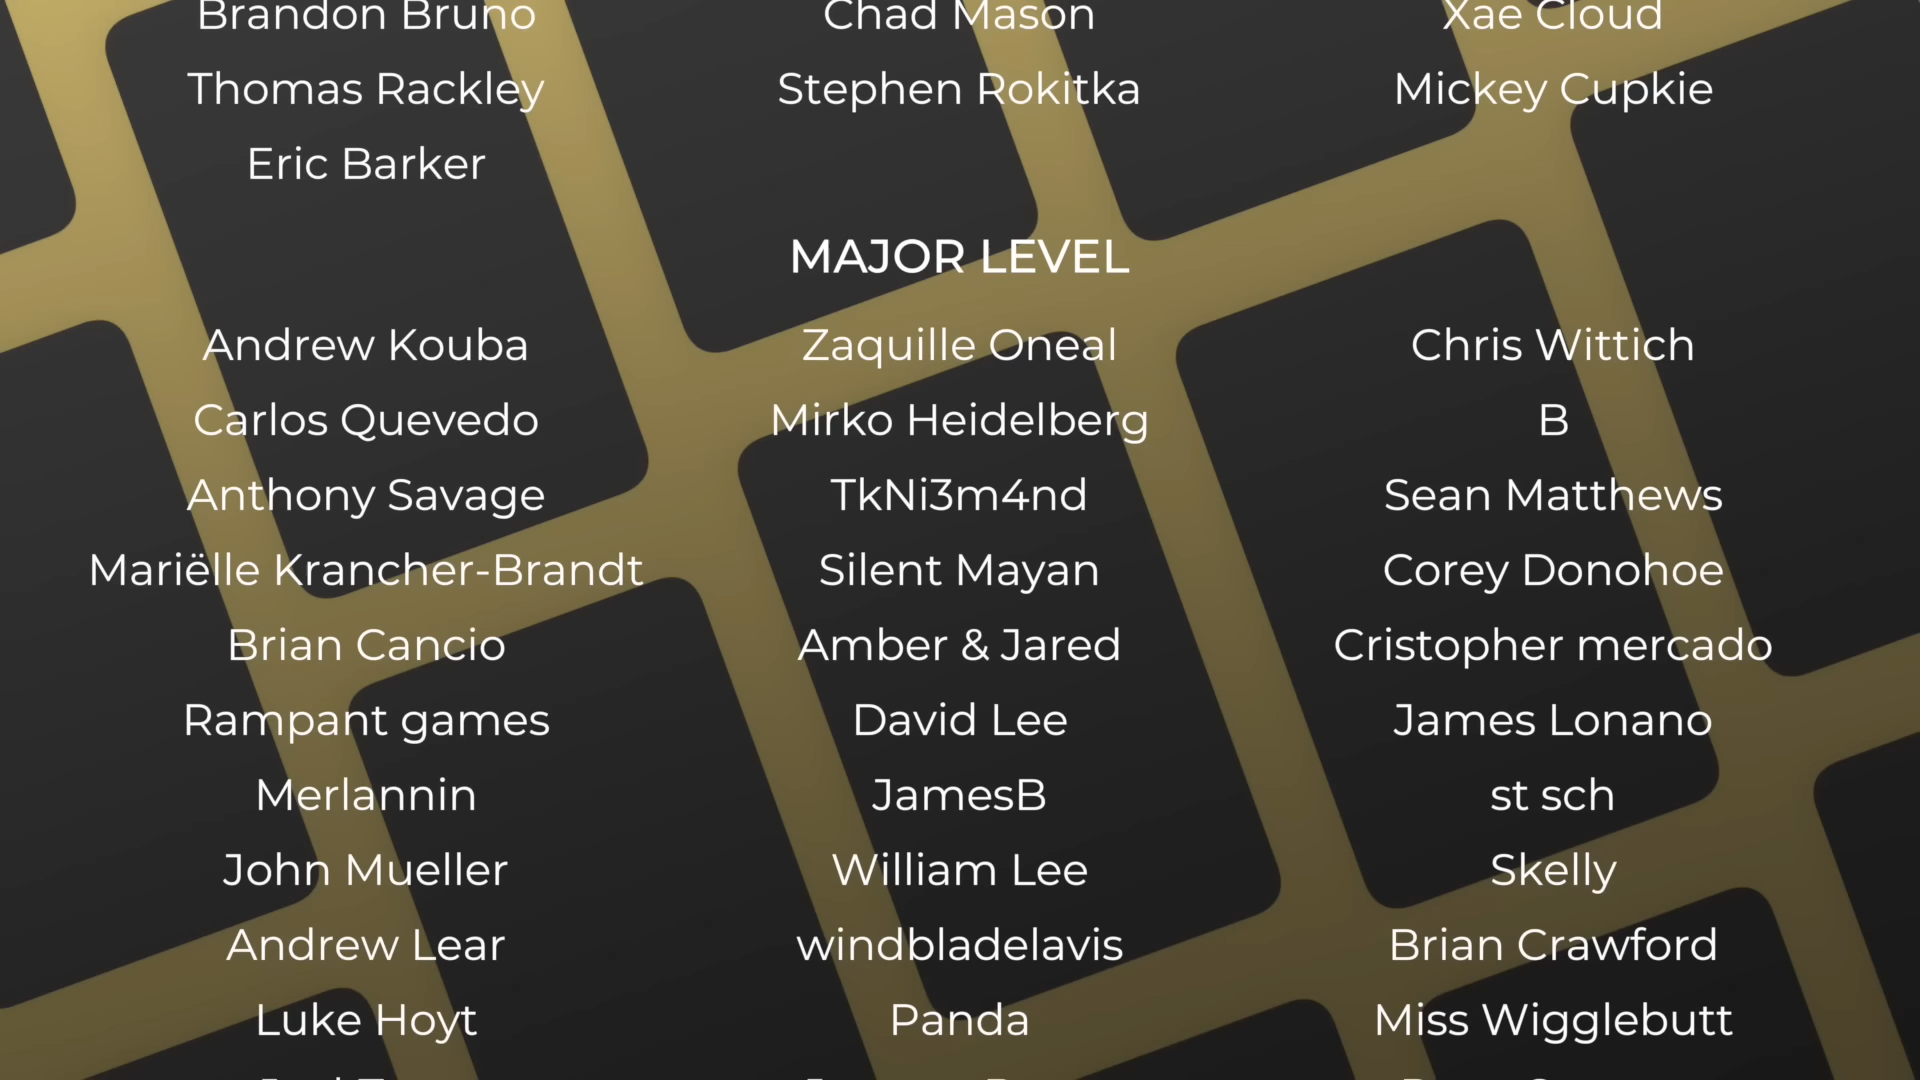 Brandon Bruno Chad Mason Xae Cloud
Thomas Rackley Stephen Rokitka Mickey Cupkie
Eric Barker
MAJOR LEVEL
Andrew Kouba Zaquille Oneal Chris Wittich
Carlos Quevedo Mirko Heidelberg B
Anthony Savage TkNi3m4nd Sean Matthews
Mariëlle Krancher-Brandt Silent Mayan Corey Donohoe
Brian Cancio Amber & Jared Cristopher mercado
Rampant games David Lee James Lonano
Merlannin JamesB st sch
John Mueller William Lee Skelly
Andrew Lear windbladelavis Brian Crawford
Luke Hoyt Panda Miss Wigglebutt